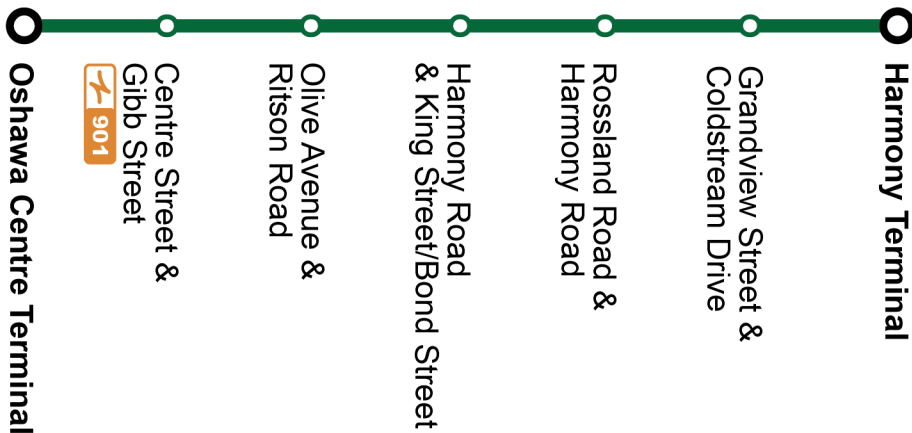 Oshawa Centre Terminal
Centre Street &
Gibb Street
901
Olive Avenue &
Ritson Road
Harmony Road
& King Street/Bond Street
Rossland Road &
Harmony Road
Grandview Street &
Coldstream Drive
Harmony Terminal